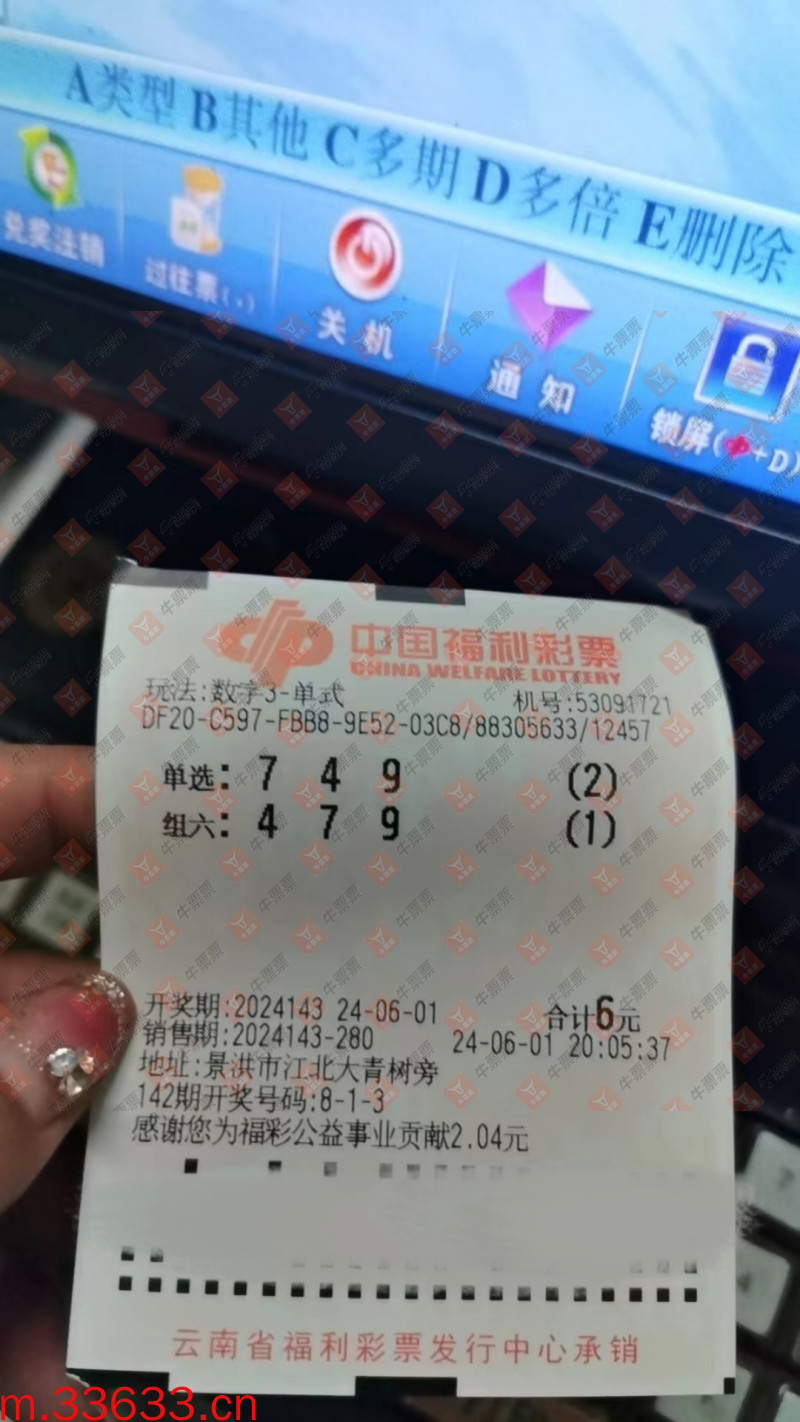 A类型 B其他 C多期 D多倍 E删除
兑奖注销
过往票(.)
关机
通知
锁屏(+D)
中国福利彩票
CHINA WELFARE LOTTERY
玩法:数字3-单式 机号:53091721
DF20-C597-FBB8-9E52-03C8/88305633/12457
单选: 7 4 9 (2)
组六: 4 7 9 (1)
开奖期:2024143 24-06-01 合计6元
销售期:2024143-280 24-06-01 20:05:37
地址:景洪市江北大青树旁
142期开奖号码:8-1-3
感谢您为福彩公益事业贡献2.04元
云南省福利彩票发行中心承销
m.33633.cn
牛票票